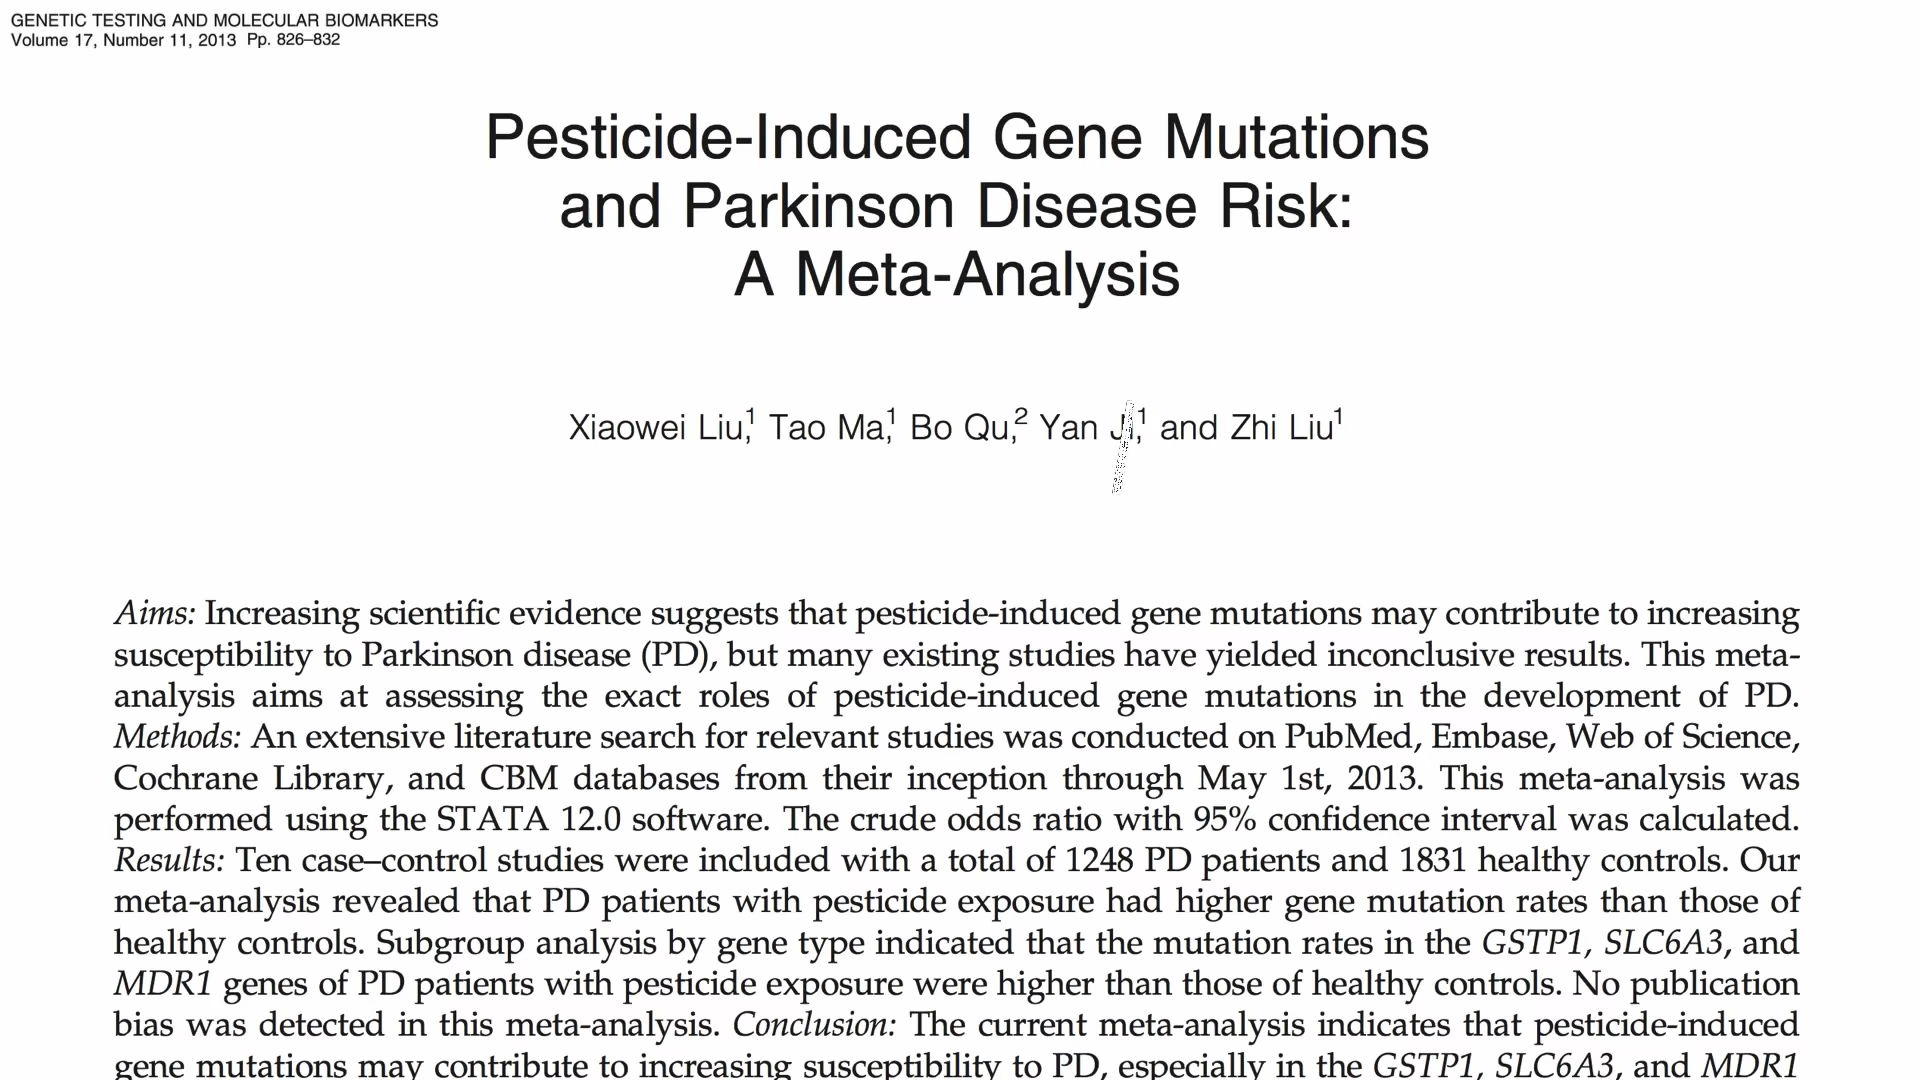 GENETIC TESTING AND MOLECULAR BIOMARKERS
Volume 17, Number 11, 2013 Pp. 826–832
Pesticide-Induced Gene Mutations
and Parkinson Disease Risk:
A Meta-Analysis
Xiaowei Liu,1 Tao Ma,1 Bo Qu,2 Yan Ji,1 and Zhi Liu1
Aims: Increasing scientific evidence suggests that pesticide-induced gene mutations may contribute to increasing
susceptibility to Parkinson disease (PD), but many existing studies have yielded inconclusive results. This meta-
analysis aims at assessing the exact roles of pesticide-induced gene mutations in the development of PD.
Methods: An extensive literature search for relevant studies was conducted on PubMed, Embase, Web of Science,
Cochrane Library, and CBM databases from their inception through May 1st, 2013. This meta-analysis was
performed using the STATA 12.0 software. The crude odds ratio with 95% confidence interval was calculated.
Results: Ten case–control studies were included with a total of 1248 PD patients and 1831 healthy controls. Our
meta-analysis revealed that PD patients with pesticide exposure had higher gene mutation rates than those of
healthy controls. Subgroup analysis by gene type indicated that the mutation rates in the GSTP1, SLC6A3, and
MDR1 genes of PD patients with pesticide exposure were higher than those of healthy controls. No publication
bias was detected in this meta-analysis. Conclusion: The current meta-analysis indicates that pesticide-induced
gene mutations may contribute to increasing susceptibility to PD, especially in the GSTP1, SLC6A3, and MDR1